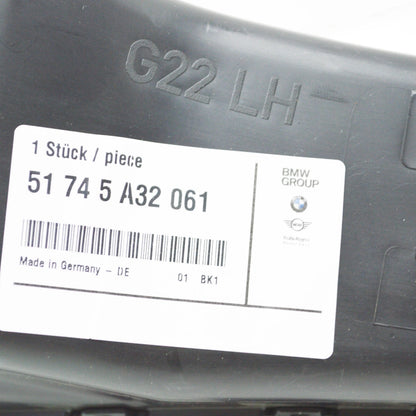 G22 LH
1 Stück / piece
51 74 5 A32 061
Made in Germany - DE 01 BK1
BMW
GROUP